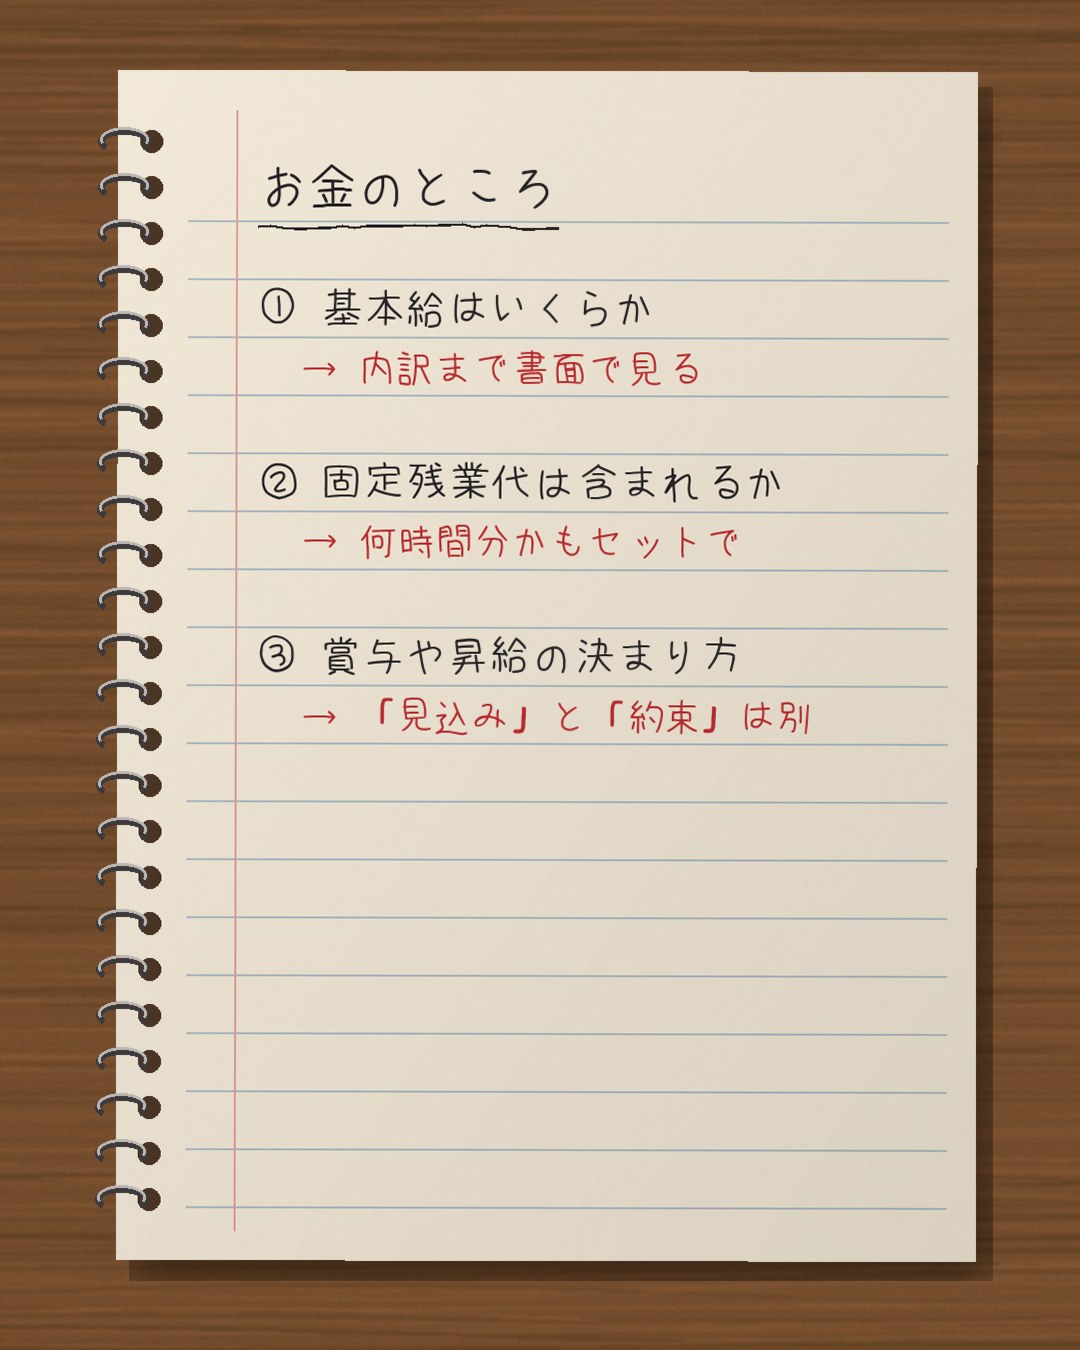 お金のところ
① 基本給はいくらか
→ 内訳まで書面で見る
② 固定残業代は含まれるか
→ 何時間分かもセットで
③ 賞与や昇給の決まり方
→ 「見込み」と「約束」は別